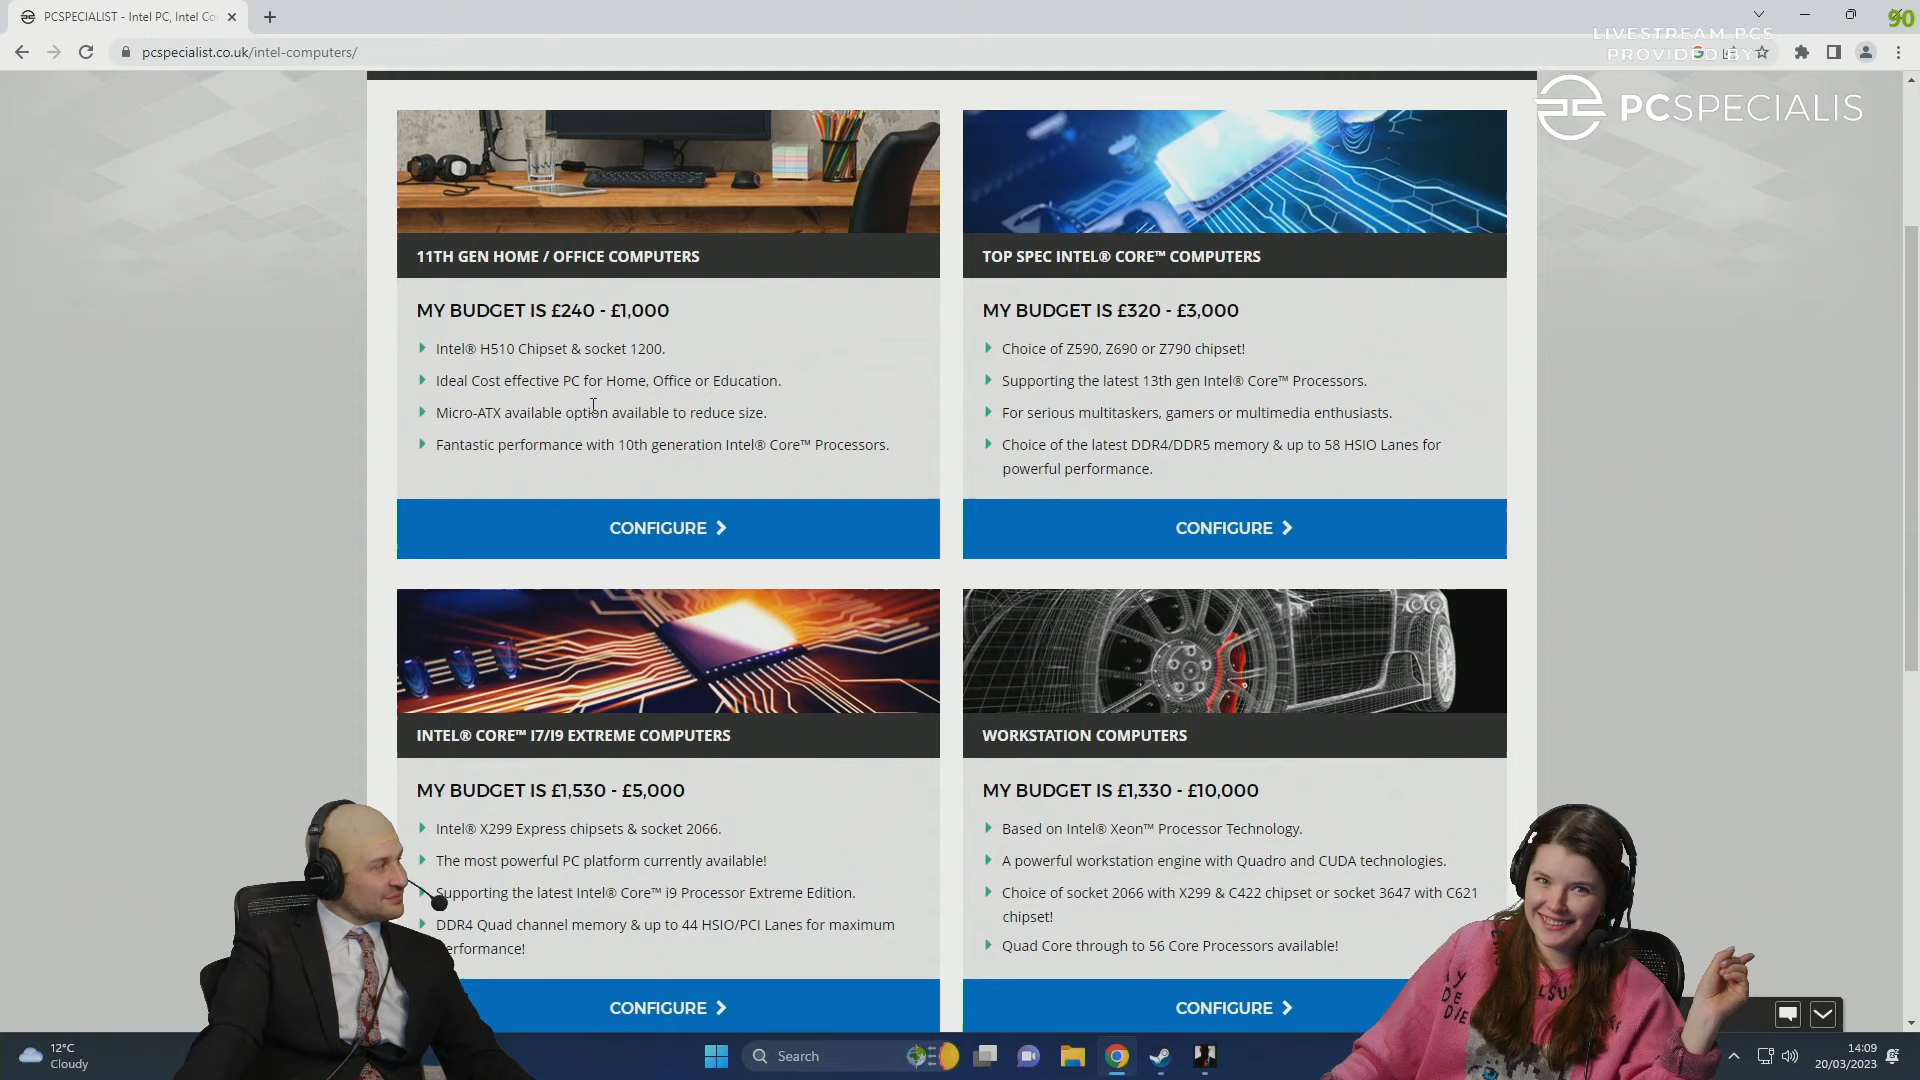 PCSPECIALIST - Intel PC, Intel Co
90
pcspecialist.co.uk/intel-computers/
LIVESTREAM PCS
PROVIDED BY
PCSPECIALIS
11TH GEN HOME / OFFICE COMPUTERS
MY BUDGET IS £240 - £1,000
Intel® H510 Chipset & socket 1200.
Ideal Cost effective PC for Home, Office or Education.
Micro-ATX available option available to reduce size.
Fantastic performance with 10th generation Intel® Core™ Processors.
CONFIGURE
TOP SPEC INTEL® CORE™ COMPUTERS
MY BUDGET IS £320 - £3,000
Choice of Z590, Z690 or Z790 chipset!
Supporting the latest 13th gen Intel® Core™ Processors.
For serious multitaskers, gamers or multimedia enthusiasts.
Choice of the latest DDR4/DDR5 memory & up to 58 HSIO Lanes for
powerful performance.
CONFIGURE
INTEL® CORE™ I7/I9 EXTREME COMPUTERS
MY BUDGET IS £1,530 - £5,000
Intel® X299 Express chipsets & socket 2066.
The most powerful PC platform currently available!
Supporting the latest Intel® Core™ i9 Processor Extreme Edition.
DDR4 Quad channel memory & up to 44 HSIO/PCI Lanes for maximum
erformance!
CONFIGURE
WORKSTATION COMPUTERS
MY BUDGET IS £1,330 - £10,000
Based on Intel® Xeon™ Processor Technology.
A powerful workstation engine with Quadro and CUDA technologies.
Choice of socket 2066 with X299 & C422 chipset or socket 3647 with C621
chipset!
Quad Core through to 56 Core Processors available!
CONFIGURE
12°C
Cloudy
Search
14:09
20/03/2023